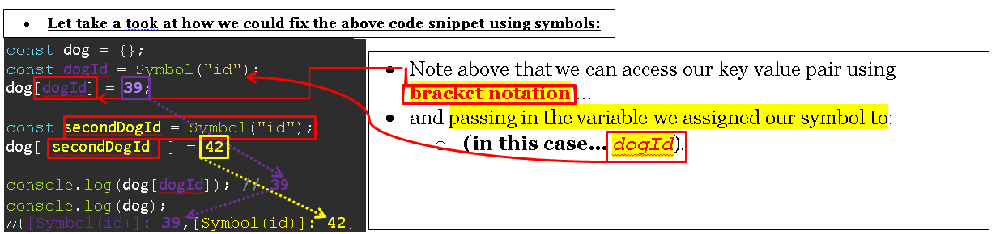 • Let take a took at how we could fix the above code snippet using symbols:
const dog = {};
const dogId = Symbol("id");
dog[dogId] = 39;
const secondDogId = Symbol("id");
dog[ secondDogId ] = 42
console.log(dog[dogId]); // 39
console.log(dog);
//{[Symbol(id)]: 39,[Symbol(id)]: 42}
• Note above that we can access our key value pair using
bracket notation ...
• and passing in the variable we assigned our symbol to:
o (in this case... dogId).